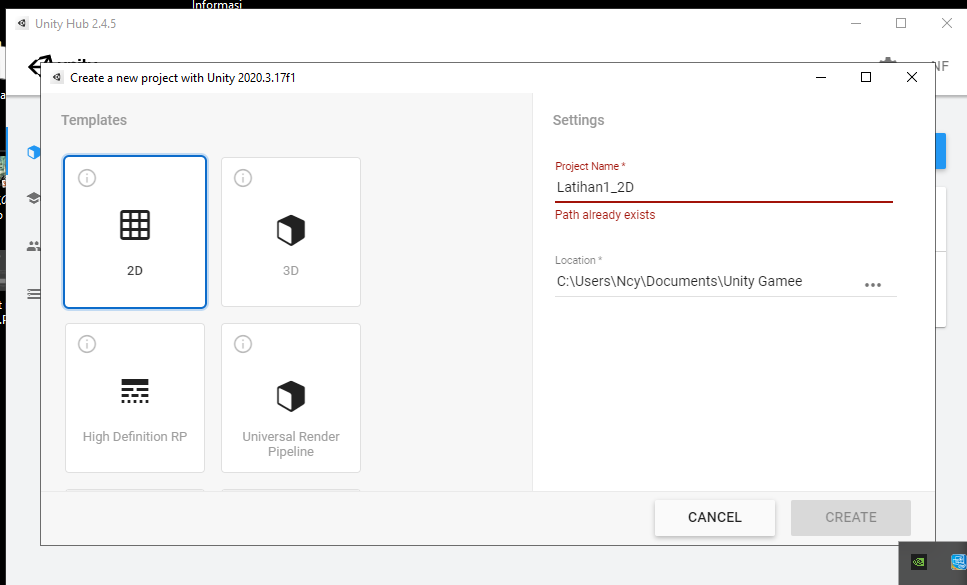 Informasi
Unity Hub 2.4.5
Create a new project with Unity 2020.3.17f1
NF
Templates
2D
3D
High Definition RP
Universal Render
Pipeline
Settings
Project Name *
Latihan1_2D
Path already exists
Location *
C:\Users\Ncy\Documents\Unity Gamee
CANCEL
CREATE